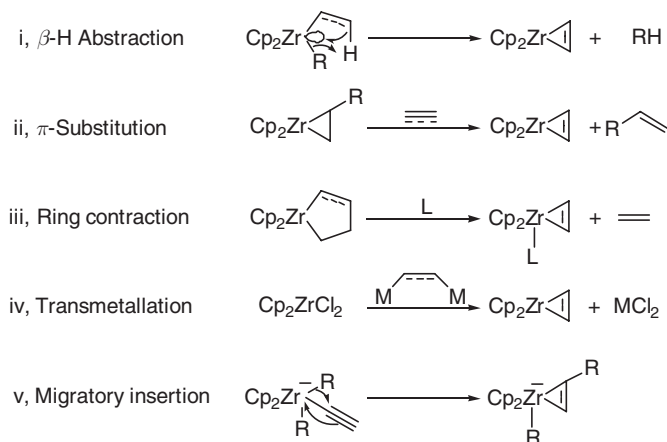 i, β-H Abstraction Cp₂Zr R H Cp₂Zr + RH
ii, π-Substitution Cp₂Zr R Cp₂Zr + R
iii, Ring contraction Cp₂Zr L Cp₂Zr L +
iv, Transmetallation Cp₂ZrCl₂ M M Cp₂Zr + MCl₂
v, Migratory insertion Cp₂Zr − R R Cp₂Zr − R R